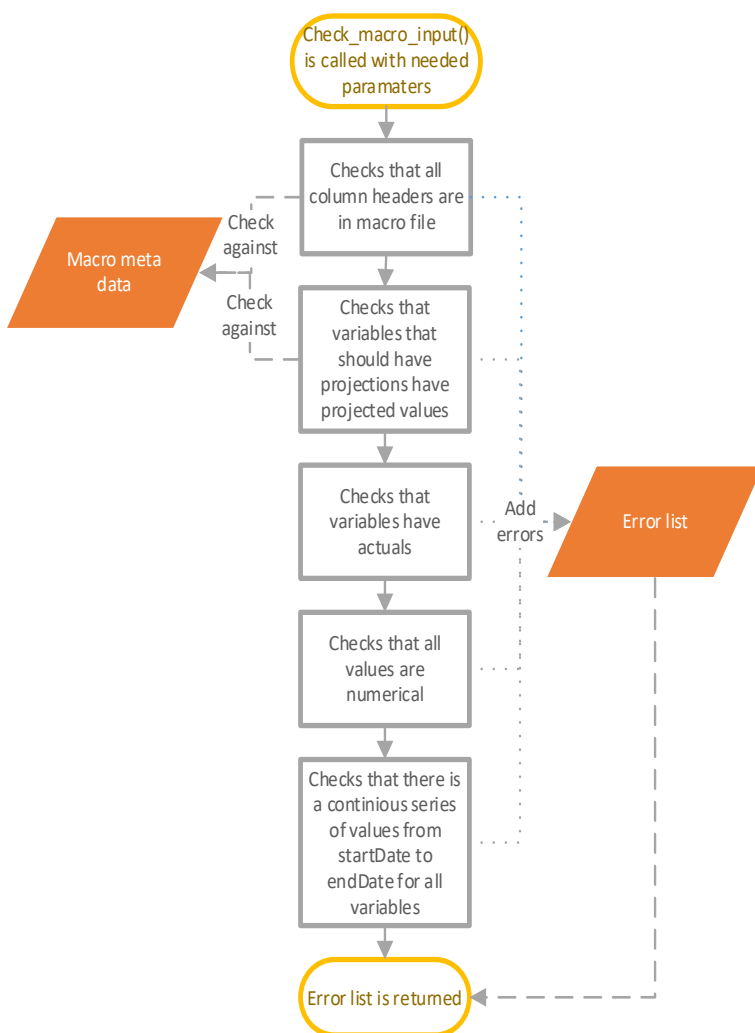 Check_macro_input()
is called with needed
paramaters
Checks that all
column headers are
in macro file
Check
against
Macro meta
data
Check
against
Checks that
variables that
should have
projections have
projected values
Checks that
variables have
actuals
Add
errors
Error list
Checks that all
values are
numerical
Checks that there is
a continious series
of values from
startDate to
endDate for all
variables
Error list is returned